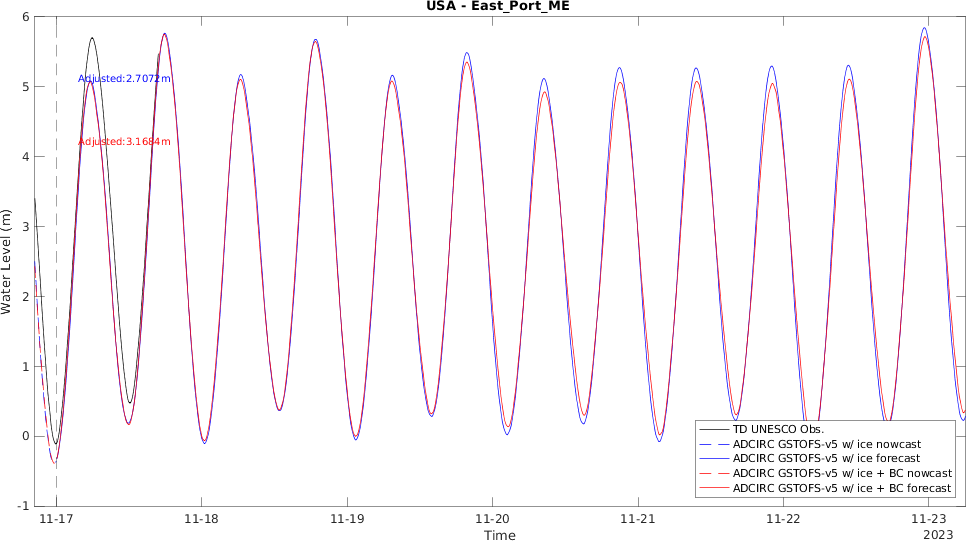 USA - East_Port_ME
6
5
4
3
2
1
0
-1
Water Level (m)
Adjusted:2.7072m
Adjusted:3.1684m
TD UNESCO Obs.
ADCIRC GSTOFS-v5 w/ ice nowcast
ADCIRC GSTOFS-v5 w/ ice forecast
ADCIRC GSTOFS-v5 w/ ice + BC nowcast
ADCIRC GSTOFS-v5 w/ ice + BC forecast
11-17 11-18 11-19 11-20 11-21 11-22 11-23
Time 2023